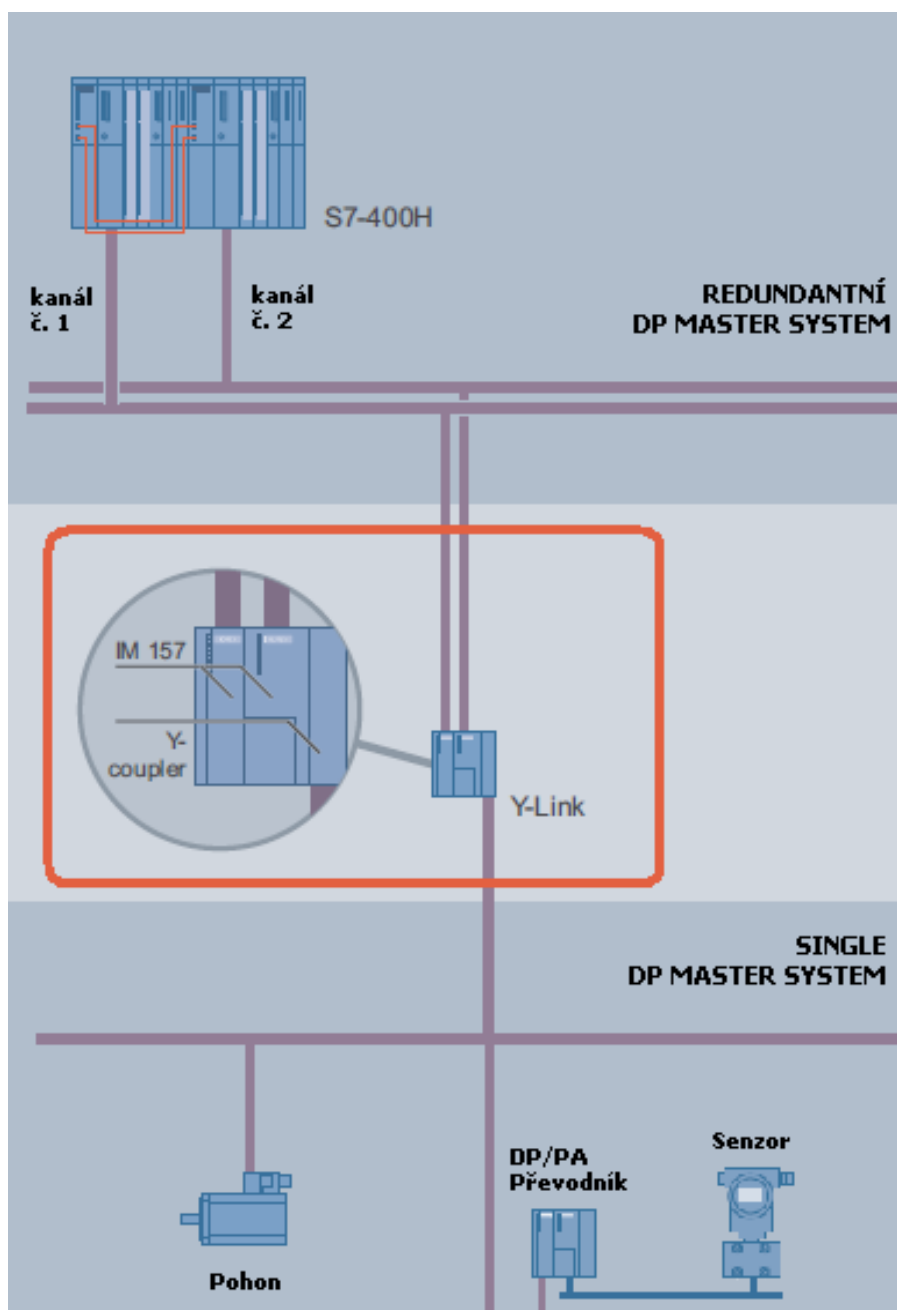 S7-400H
kanál
č. 1
kanál
č. 2
REDUNDANTNÍ
DP MASTER SYSTEM
IM 157
Y-
coupler
Y-Link
SINGLE
DP MASTER SYSTEM
DP/PA
Převodník
Senzor
Pohon